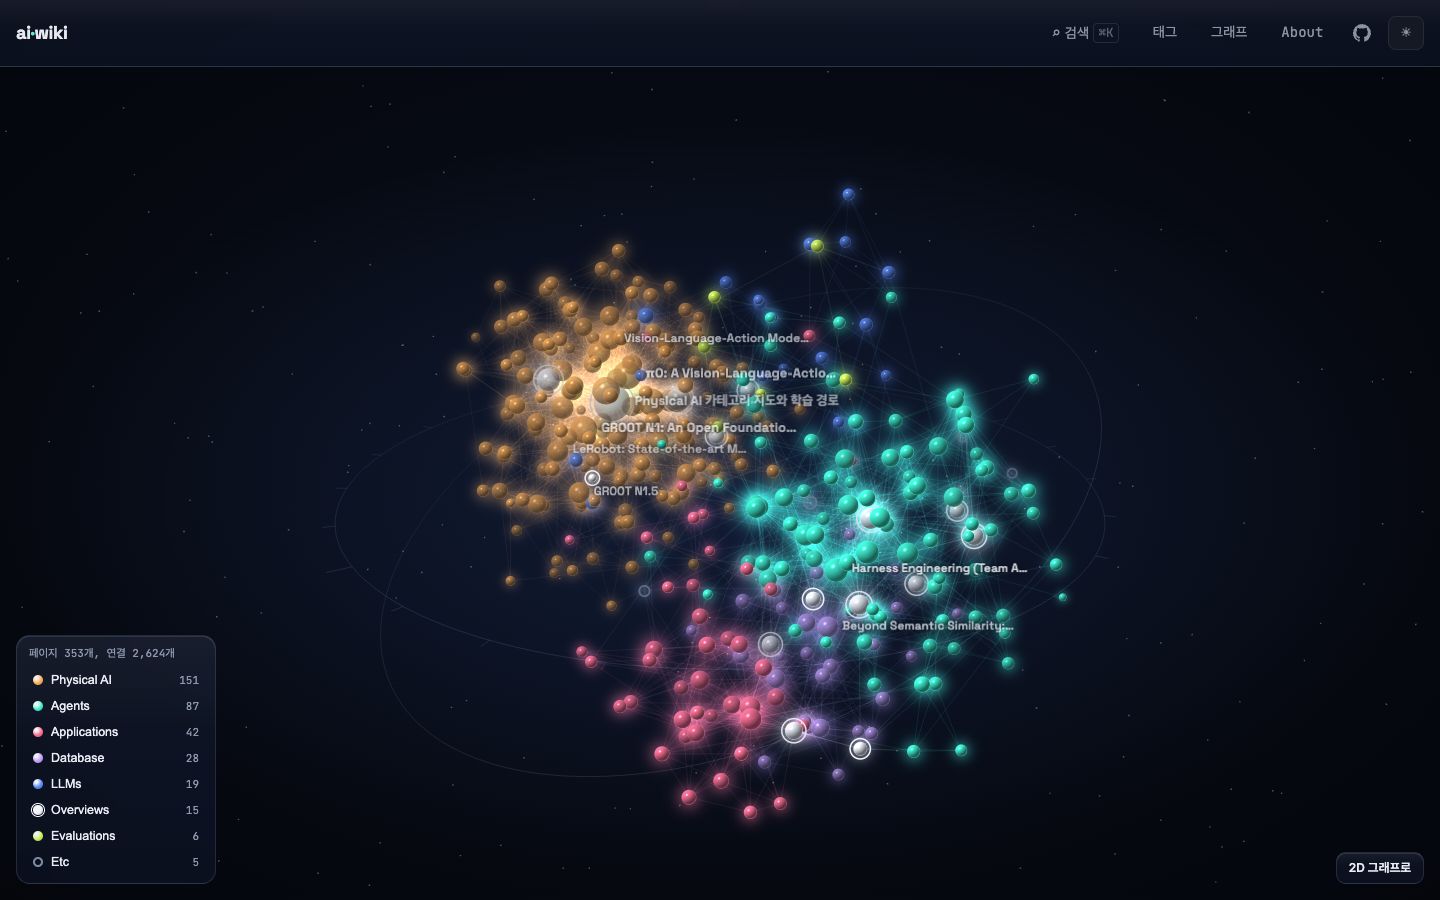 ai·wiki
⌕ 검색 ⌘K
태그
그래프
About
Vision-Language-Action Mode...
π0: A Vision-Language-Actio...
Physical AI 카테고리 지도와 학습 경로
GR00T N1: An Open Foundatio...
LeRobot: State-of-the-art M...
GR00T N1.5
Harness Engineering (Team A...
Beyond Semantic Similarity:...
페이지 353개, 연결 2,624개
Physical AI 151
Agents 87
Applications 42
Database 28
LLMs 19
Overviews 15
Evaluations 6
Etc 5
2D 그래프로